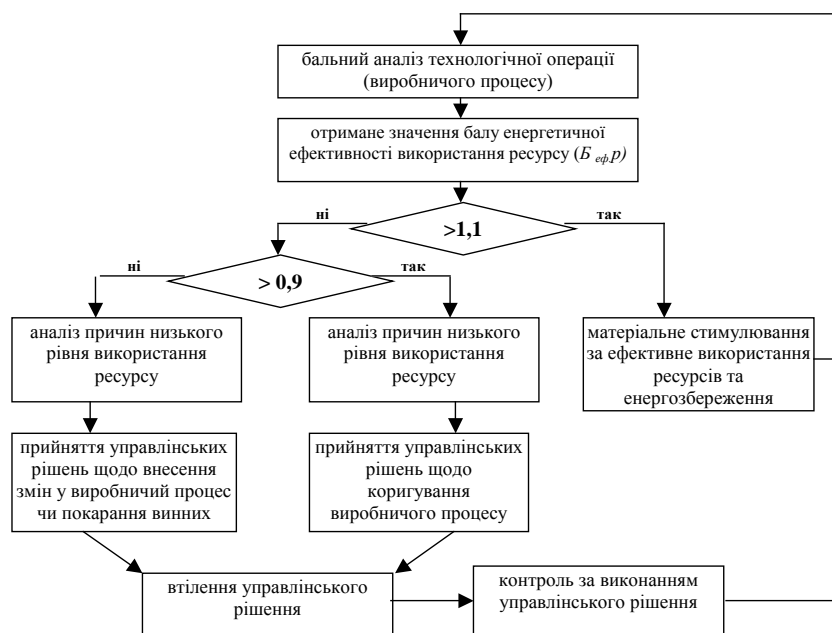 бальний аналіз технологічної операції
(виробничого процесу)
отримане значення балу енергетичної
ефективності використання ресурсу (Б еф.р)
ні
>1,1
так
ні
> 0,9
так
аналіз причин низького
рівня використання
ресурсу
аналіз причин низького
рівня використання
ресурсу
матеріальне стимулювання
за ефективне використання
ресурсів та
енергозбереження
прийняття управлінських
рішень щодо внесення
змін у виробничий процес
чи покарання винних
прийняття управлінських
рішень щодо
коригування
виробничого процесу
втілення управлінського
рішення
контроль за виконанням
управлінського рішення